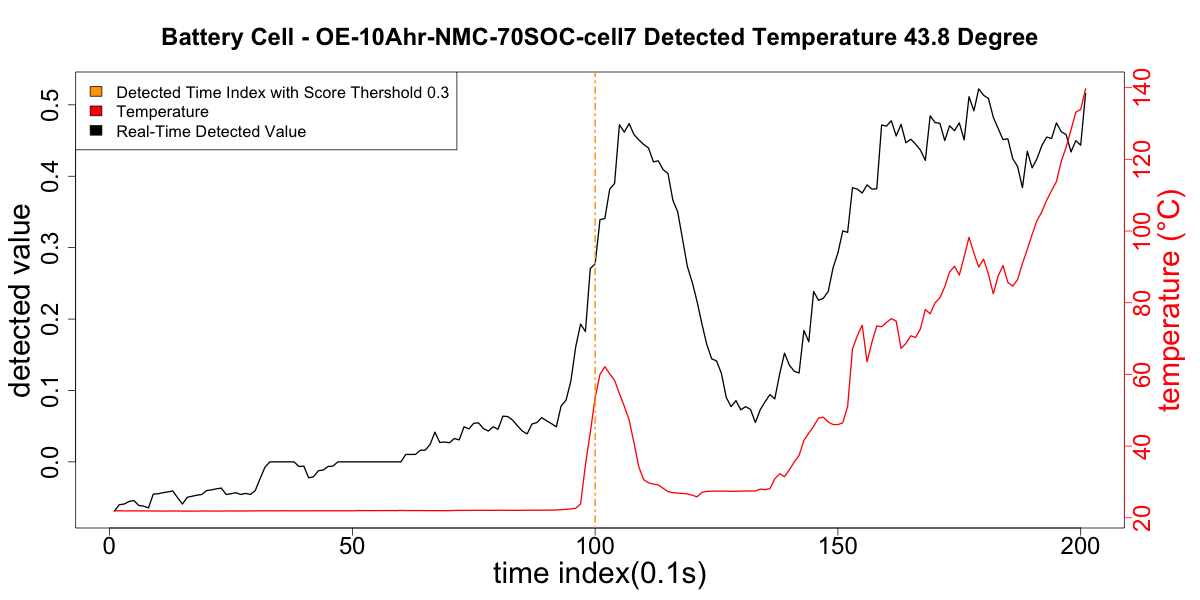 Battery Cell - OE-10Ahr-NMC-70SOC-cell7 Detected Temperature 43.8 Degree
Detected Time Index with Score Thershold 0.3
Temperature
Real-Time Detected Value
detected value
0.0 0.1 0.2 0.3 0.4 0.5
0 50 100 150 200
time index(0.1s)
20 40 60 80 100 120 140
temperature (°C)